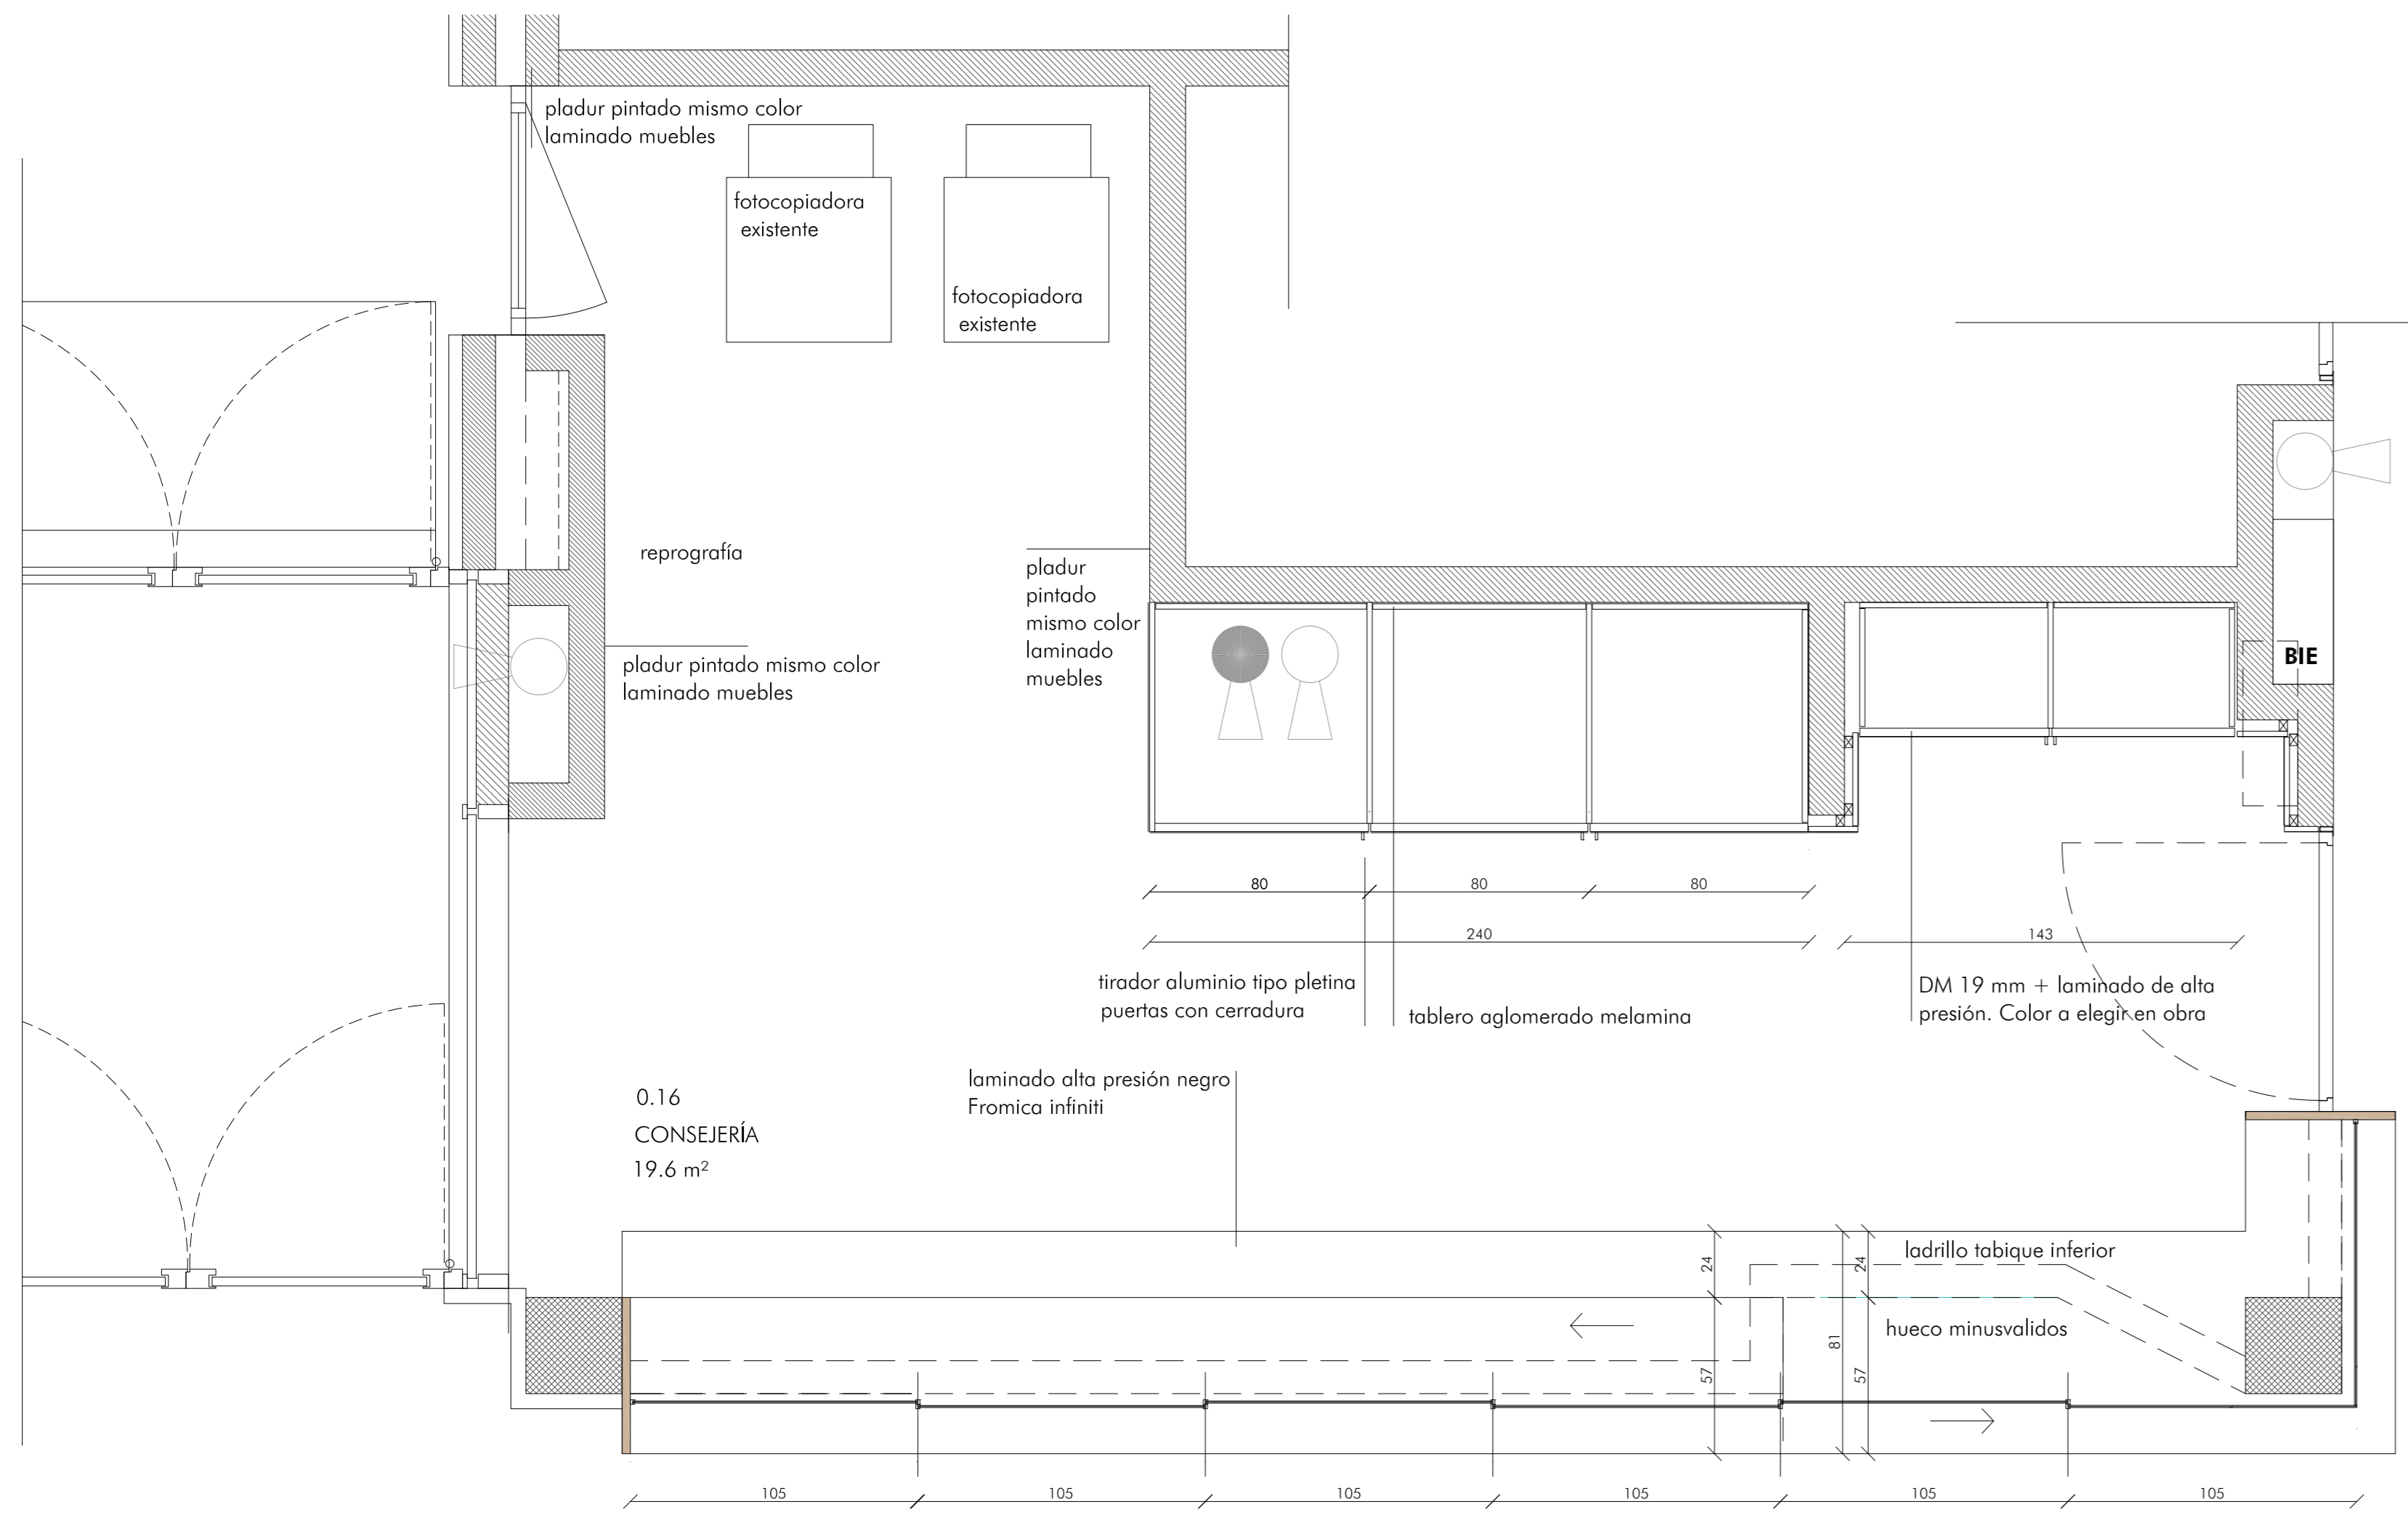 pladur pintado mismo color
laminado muebles
fotocopiadora
existente
fotocopiadora
existente
reprografía
pladur
pintado
mismo color
laminado
muebles
pladur pintado mismo color
laminado muebles
BIE
80
80
80
240
143
tirador aluminio tipo pletina
puertas con cerradura
tablero aglomerado melamina
DM 19 mm + laminado de alta
presión. Color a elegir en obra
laminado alta presión negro
Fromica infiniti
0.16
CONSEJERÍA
19.6 m²
24
24
ladrillo tabique inferior
hueco minusvalidos
81
57
57
105
105
105
105
105
105